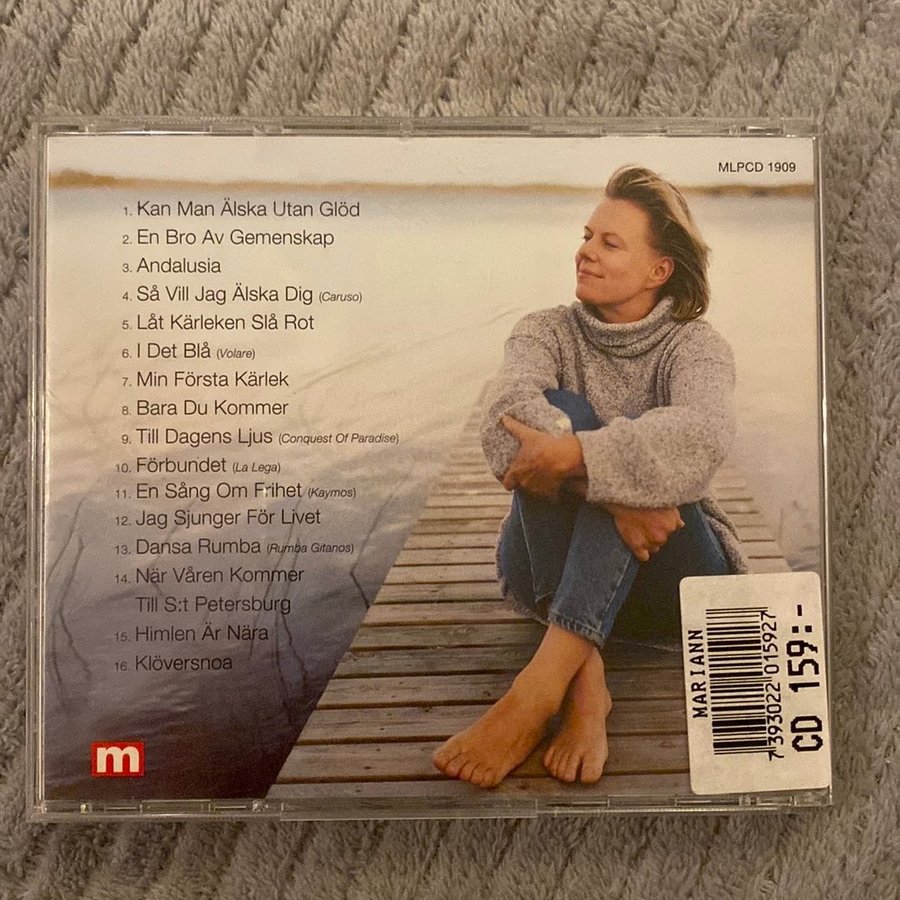 MLPCD 1909
1. Kan Man Älska Utan Glöd
2. En Bro Av Gemenskap
3. Andalusia
4. Så Vill Jag Älska Dig (Caruso)
5. Låt Kärleken Slå Rot
6. I Det Blå (Volare)
7. Min Första Kärlek
8. Bara Du Kommer
9. Till Dagens Ljus (Conquest Of Paradise)
10. Förbundet (La Lega)
11. En Sång Om Frihet (Kaymos)
12. Jag Sjunger För Livet
13. Dansa Rumba (Rumba Gitanos)
14. När Våren Kommer
Till S:t Petersburg
15. Himlen Är Nära
16. Klöversnoa
m
MARIANN
7 393022 015927
CD 159:-